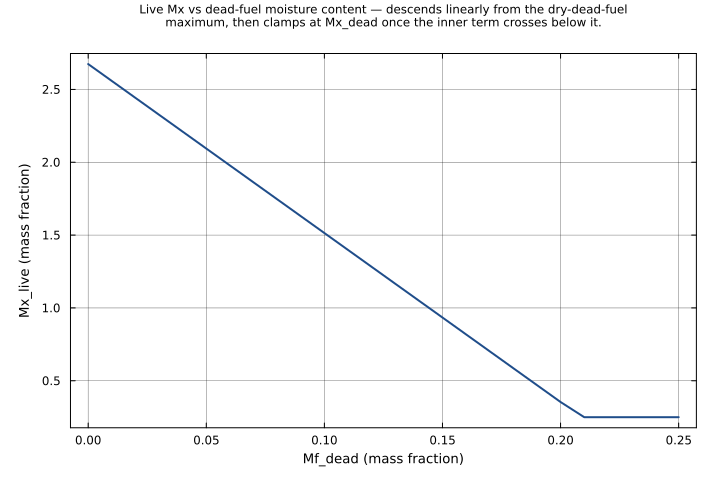 Live Mx vs dead-fuel moisture content — descends linearly from the dry-dead-fuel
maximum, then clamps at Mx_dead once the inner term crosses below it.
Mx_live (mass fraction)
2.5
2.0
1.5
1.0
0.5
0.00 0.05 0.10 0.15 0.20 0.25
Mf_dead (mass fraction)